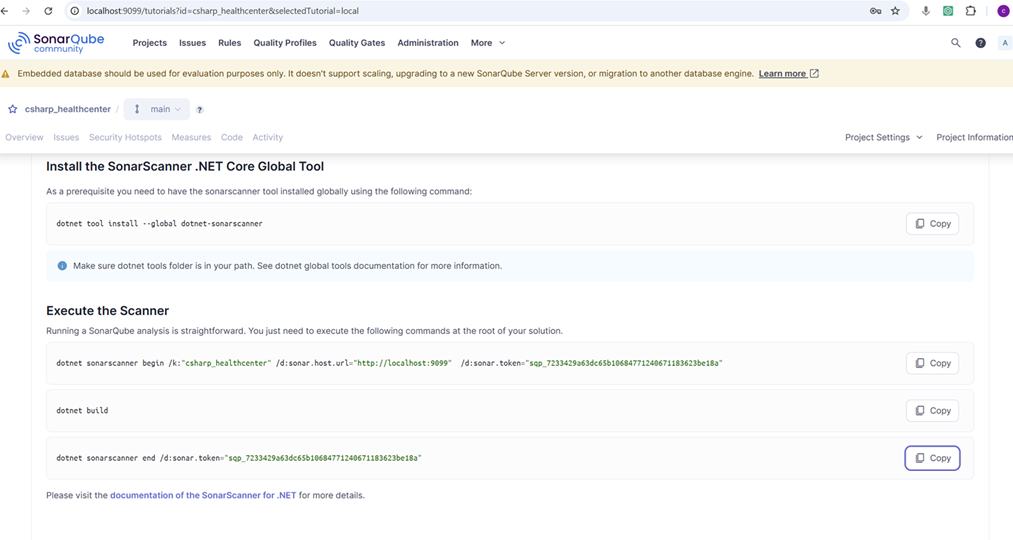 localhost:9099/tutorials?id=csharp_healthcenter&selectedTutorial=local
c
SonarQube community
Projects Issues Rules Quality Profiles Quality Gates Administration More
A
Embedded database should be used for evaluation purposes only. It doesn't support scaling, upgrading to a new SonarQube Server version, or migration to another database engine. Learn more
csharp_healthcenter / main ?
Overview Issues Security Hotspots Measures Code Activity Project Settings Project Information
Install the SonarScanner .NET Core Global Tool
As a prerequisite you need to have the sonarscanner tool installed globally using the following command:
dotnet tool install --global dotnet-sonarscanner Copy
Make sure dotnet tools folder is in your path. See dotnet global tools documentation for more information.
Execute the Scanner
Running a SonarQube analysis is straightforward. You just need to execute the following commands at the root of your solution.
dotnet sonarscanner begin /k:"csharp_healthcenter" /d:sonar.host.url="http://localhost:9099" /d:sonar.token="sqp_7233429a63dc65b10684771240671183623be18a" Copy
dotnet build Copy
dotnet sonarscanner end /d:sonar.token="sqp_7233429a63dc65b10684771240671183623be18a" Copy
Please visit the documentation of the SonarScanner for .NET for more details.